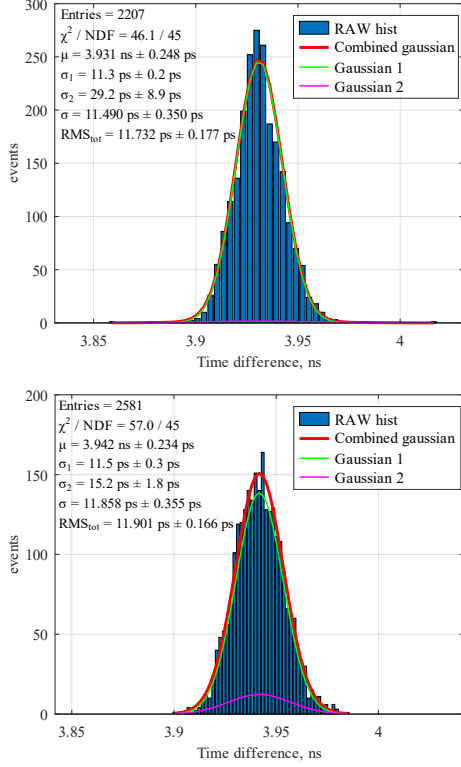 Entries = 2207
χ² / NDF = 46.1 / 45
μ = 3.931 ns ± 0.248 ps
σ₁ = 11.3 ps ± 0.2 ps
σ₂ = 29.2 ps ± 8.9 ps
σ = 11.490 ps ± 0.350 ps
RMSₜₒₜ = 11.732 ps ± 0.177 ps
RAW hist
Combined gaussian
Gaussian 1
Gaussian 2
events
300
250
200
150
100
50
0
3.85
3.9
3.95
4
Time difference, ns
Entries = 2581
χ² / NDF = 57.0 / 45
μ = 3.942 ns ± 0.234 ps
σ₁ = 11.5 ps ± 0.3 ps
σ₂ = 15.2 ps ± 1.8 ps
σ = 11.858 ps ± 0.355 ps
RMSₜₒₜ = 11.901 ps ± 0.166 ps
RAW hist
Combined gaussian
Gaussian 1
Gaussian 2
events
200
150
100
50
0
3.85
3.9
3.95
4
Time difference, ns